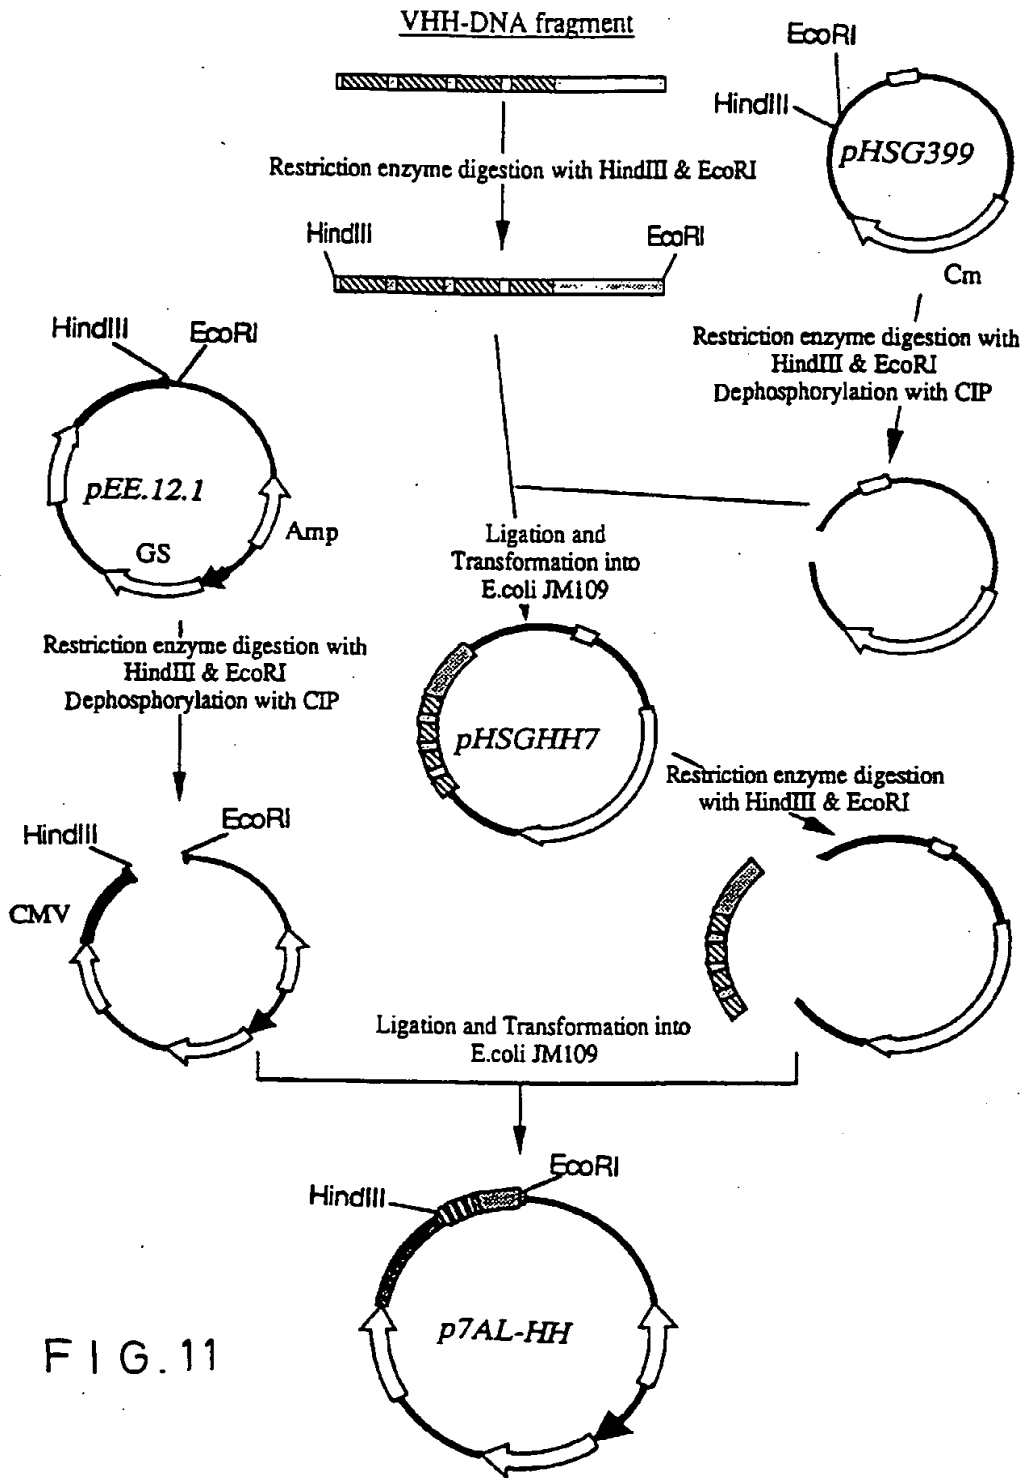 VHH-DNA fragment
EcoRI
HindIII
pHSG399
Cm
Restriction enzyme digestion with HindIII & EcoRI
HindIII
EcoRI
Restriction enzyme digestion with
HindIII & EcoRI
Dephosphorylation with CIP
HindIII
EcoRI
pEE.12.1
Amp
GS
Ligation and
Transformation into
E.coli JM109
Restriction enzyme digestion with
HindIII & EcoRI
Dephosphorylation with CIP
pHSGHH7
Restriction enzyme digestion
with HindIII & EcoRI
HindIII
EcoRI
CMV
Ligation and Transformation into
E.coli JM109
HindIII
EcoRI
p7AL-HH
FIG.11